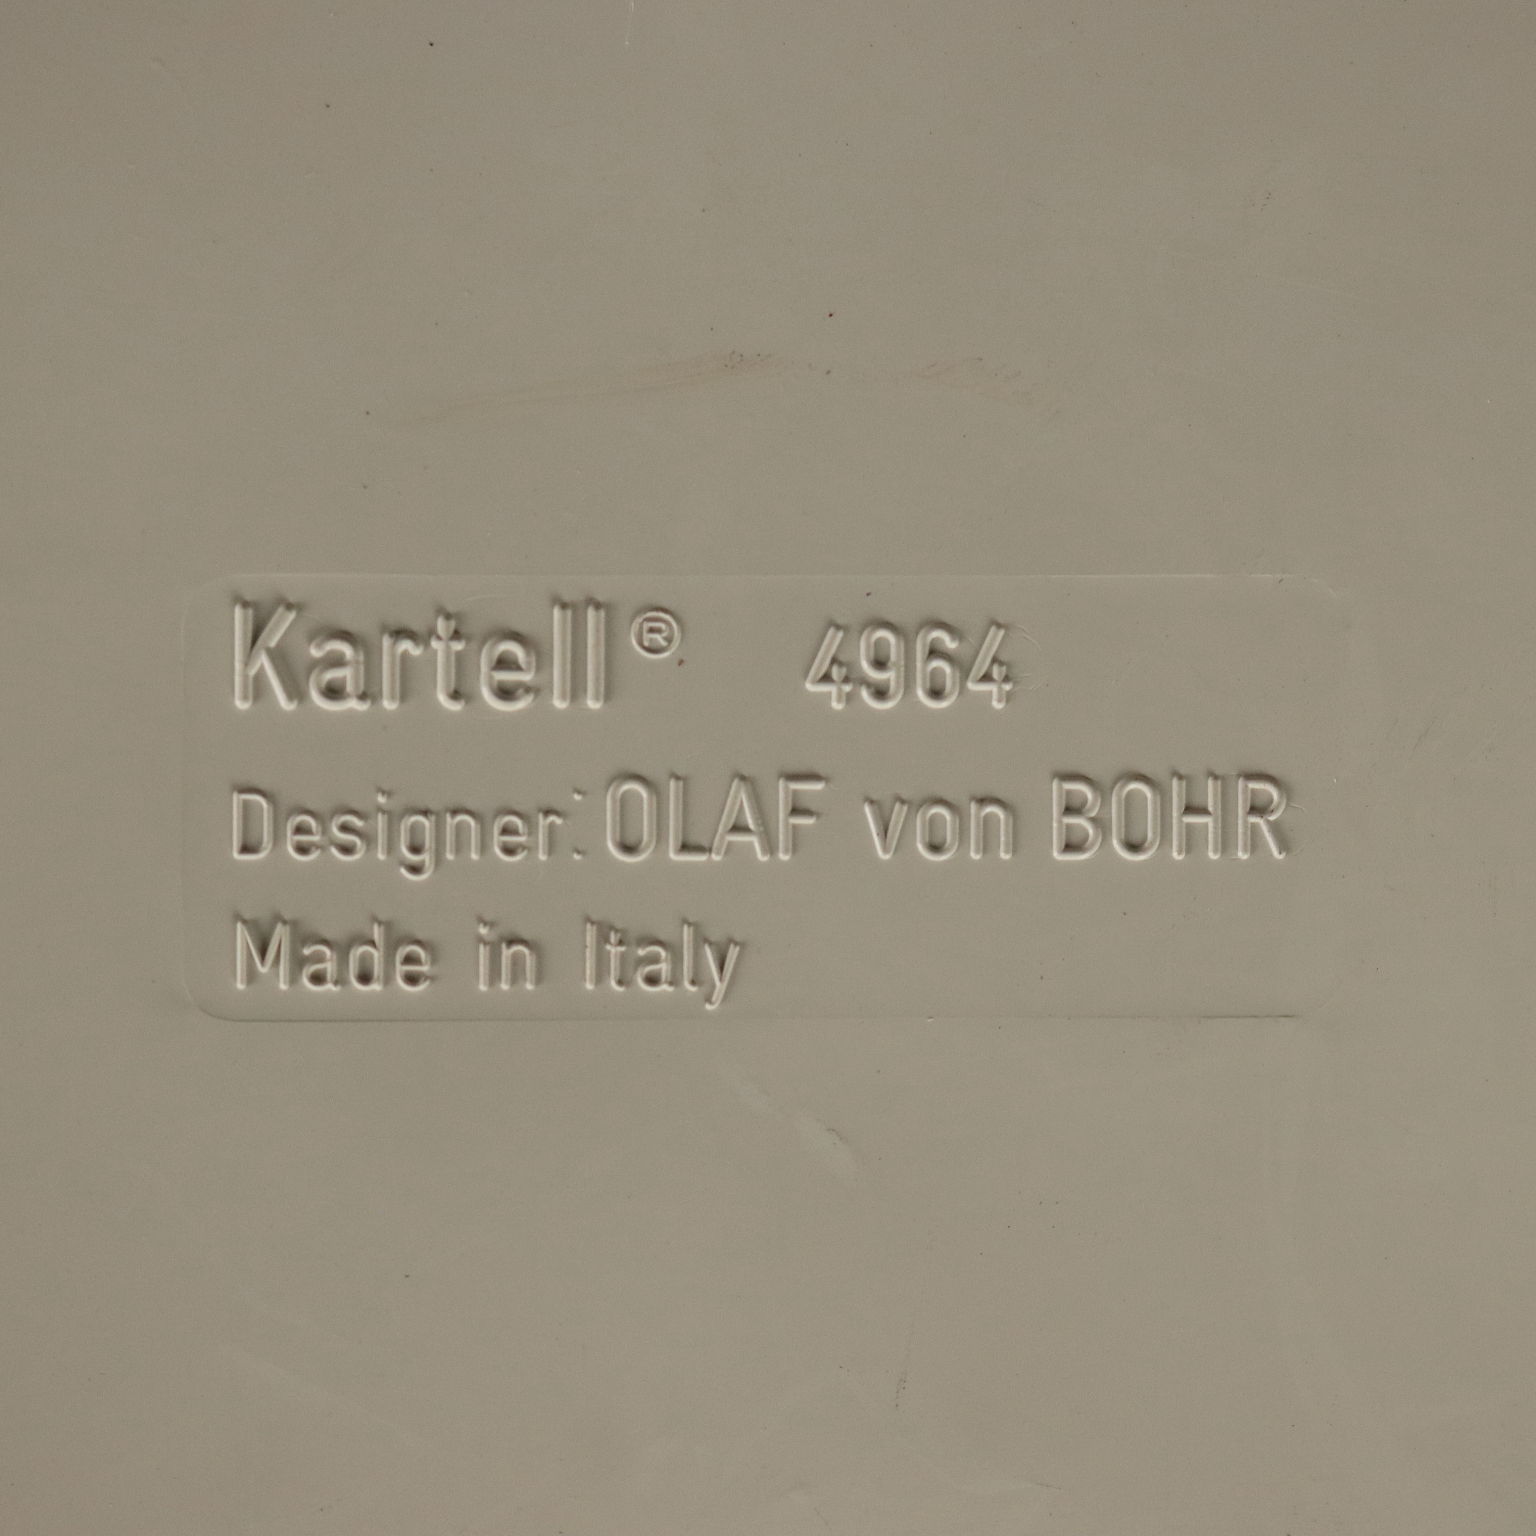 Kartell® 4964
Designer: OLAF von BOHR
Made in Italy